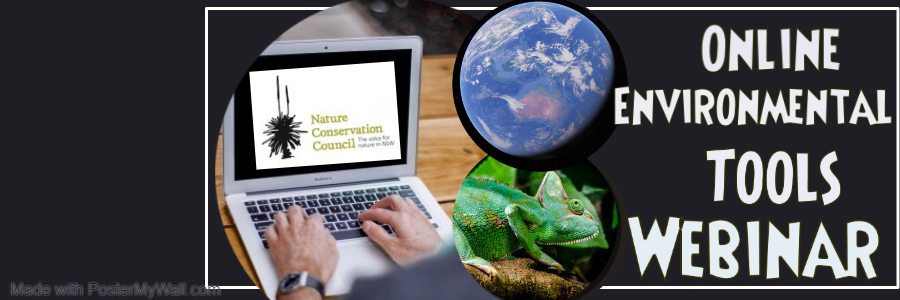 Nature
Conservation
Council The voice for
nature in NSW
ONLINE
ENVIRONMENTAL
TOOLS
WEBINAR
Made with PosterMyWall.com